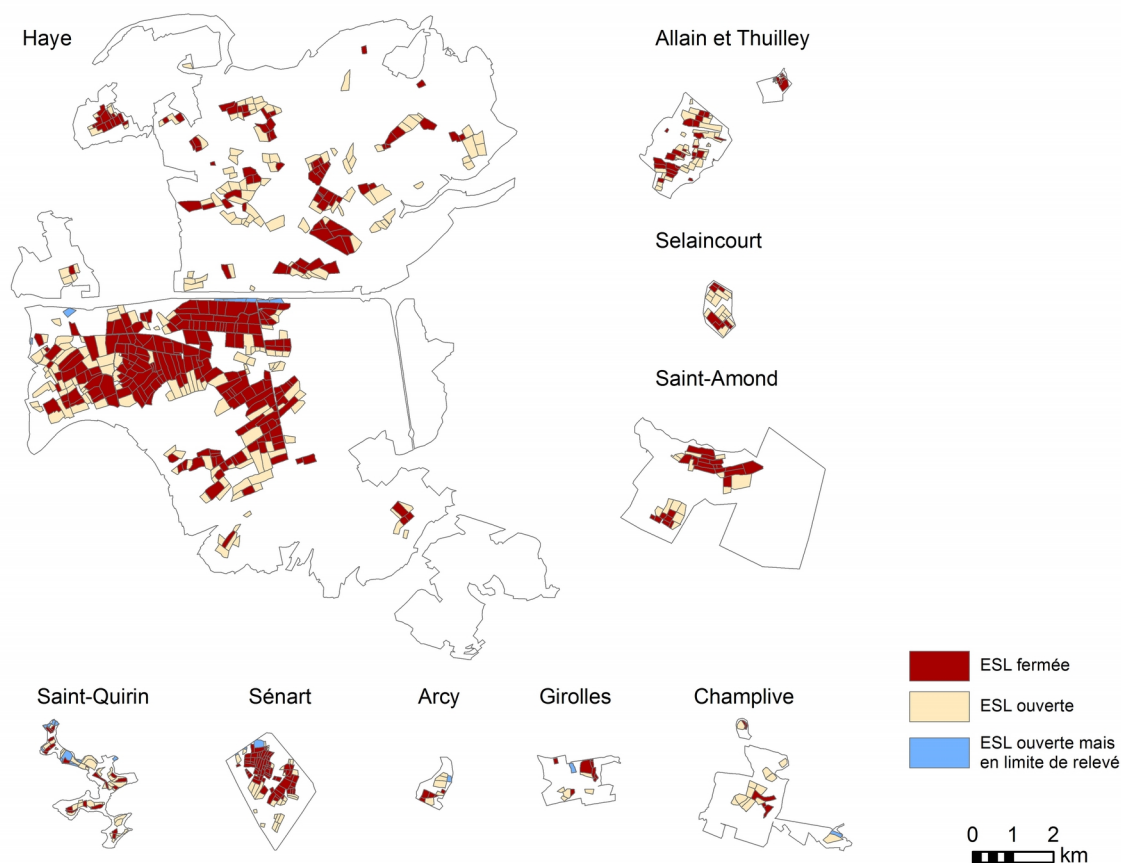 Haye
Allain et Thuilley
Selaincourt
Saint-Amond
ESL fermée
ESL ouverte
ESL ouverte mais
en limite de relevé
Saint-Quirin
Sénart
Arcy
Girolles
Champlive
0 1 2
km